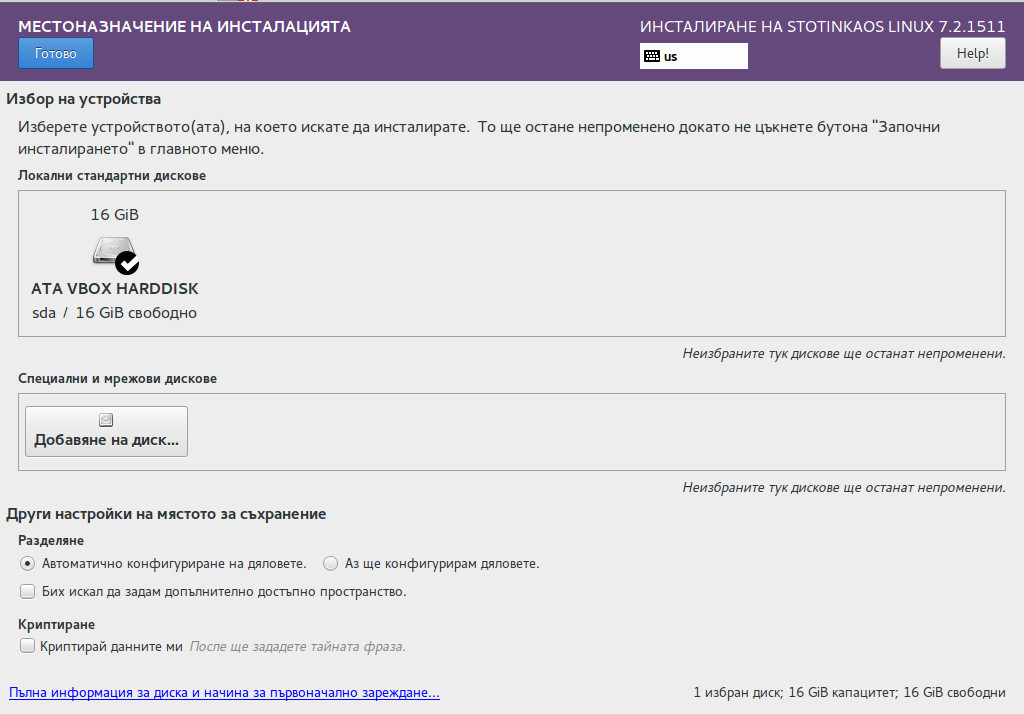 МЕСТОНАЗНАЧЕНИЕ НА ИНСТАЛАЦИЯТА
ИНСТАЛИРАНЕ НА STOTINKAOS LINUX 7.2.1511
Готово
us
Help!
Избор на устройства
Изберете устройството(ата), на което искате да инсталирате.  То ще остане непроменено докато не цъкнете бутона "Започни
инсталирането" в главното меню.
Локални стандартни дискове
16 GiB
ATA VBOX HARDDISK
sda / 16 GiB свободно
Неизбраните тук дискове ще останат непроменени.
Специални и мрежови дискове
Добавяне на диск...
Неизбраните тук дискове ще останат непроменени.
Други настройки на мястото за съхранение
Разделяне
Автоматично конфигуриране на дяловете. Аз ще конфигурирам дяловете.
Бих искал да задам допълнително достъпно пространство.
Криптиране
Криптирай данните ми После ще зададете тайната фраза.
Пълна информация за диска и начина за първоначално зареждане...
1 избран диск; 16 GiB капацитет; 16 GiB свободни